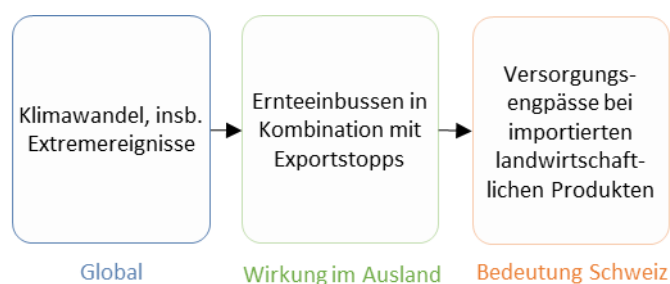 Klimawandel, insb.
Extremereignisse
Ernteeinbussen in
Kombination mit
Exportstopps
Versorgungs-
engpässe bei
importierten
landwirtschaft-
lichen Produkten
Global
Wirkung im Ausland
Bedeutung Schweiz